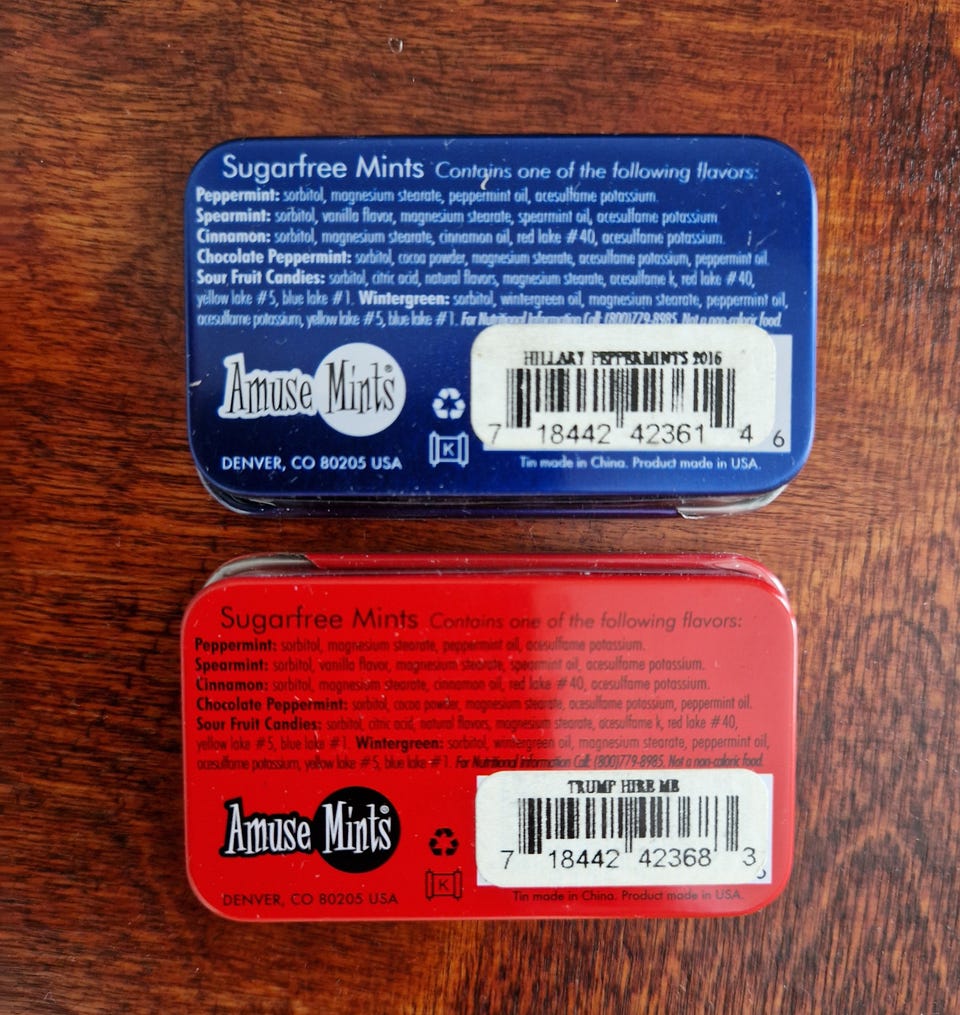 Sugarfree Mints Contains one of the following flavors:
Peppermint: sorbitol, magnesium stearate, peppermint oil, acesulfame potassium.
Spearmint: sorbitol, vanilla flavor, magnesium stearate, spearmint oil, acesulfame potassium
Cinnamon: sorbitol, magnesium stearate, cinnamon oil, red lake #40, acesulfame potassium.
Chocolate Peppermint: sorbitol, cocoa powder, magnesium stearate, acesulfame potassium, peppermint oil.
Sour Fruit Candies: sorbitol, citric acid, natural flavors, magnesium stearate, acesulfame k, red lake #40,
yellow lake #5, blue lake #1. Wintergreen: sorbitol, wintergreen oil, magnesium stearate, peppermint oil,
acesulfame potassium, yellow lake #5, blue lake #1. For Nutritional Information Call: (800)779-8985. Not a non-caloric food.
HILLARY PEPPERMINTS 2016
Amuse Mints®
7 18442 42361 4 6
K
DENVER, CO 80205 USA
Tin made in China. Product made in USA.
Sugarfree Mints Contains one of the following flavors:
Peppermint: sorbitol, magnesium stearate, peppermint oil, acesulfame potassium.
Spearmint: sorbitol, vanilla flavor, magnesium stearate, spearmint oil, acesulfame potassium.
Cinnamon: sorbitol, magnesium stearate, cinnamon oil, red lake #40, acesulfame potassium.
Chocolate Peppermint: sorbitol, cocoa powder, magnesium stearate, acesulfame potassium, peppermint oil.
Sour Fruit Candies: sorbitol, citric acid, natural flavors, magnesium stearate, acesulfame k, red lake #40,
yellow lake #5, blue lake #1. Wintergreen: sorbitol, wintergreen oil, magnesium stearate, peppermint oil,
acesulfame potassium, yellow lake #5, blue lake #1. For Nutritional Information Call: (800)779-8985. Not a non-caloric food.
TRUMP HIRE ME
Amuse Mints®
7 18442 42368 3
K
DENVER, CO 80205 USA
Tin made in China. Product made in USA.